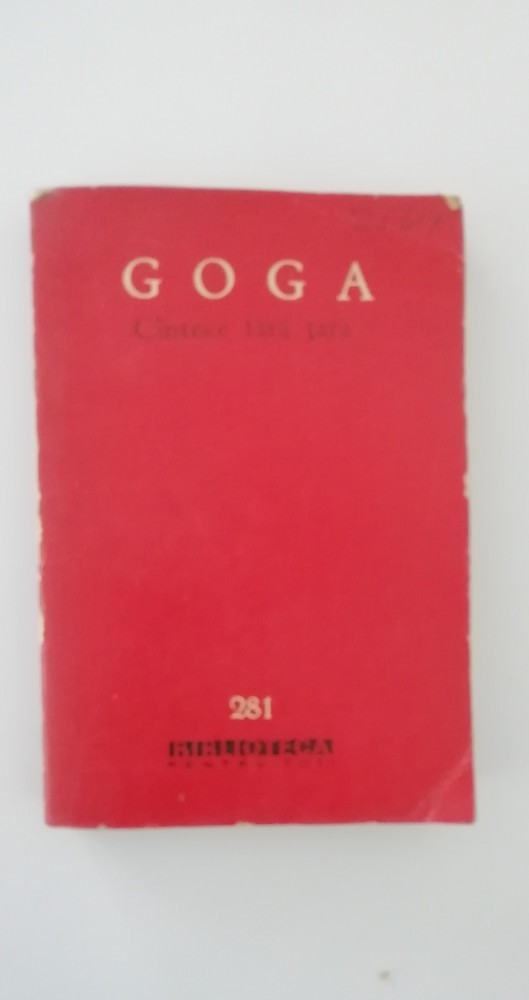 GOGA
Cîntece fără țară
281
BIBLIOTECA
PENTRU TOȚI